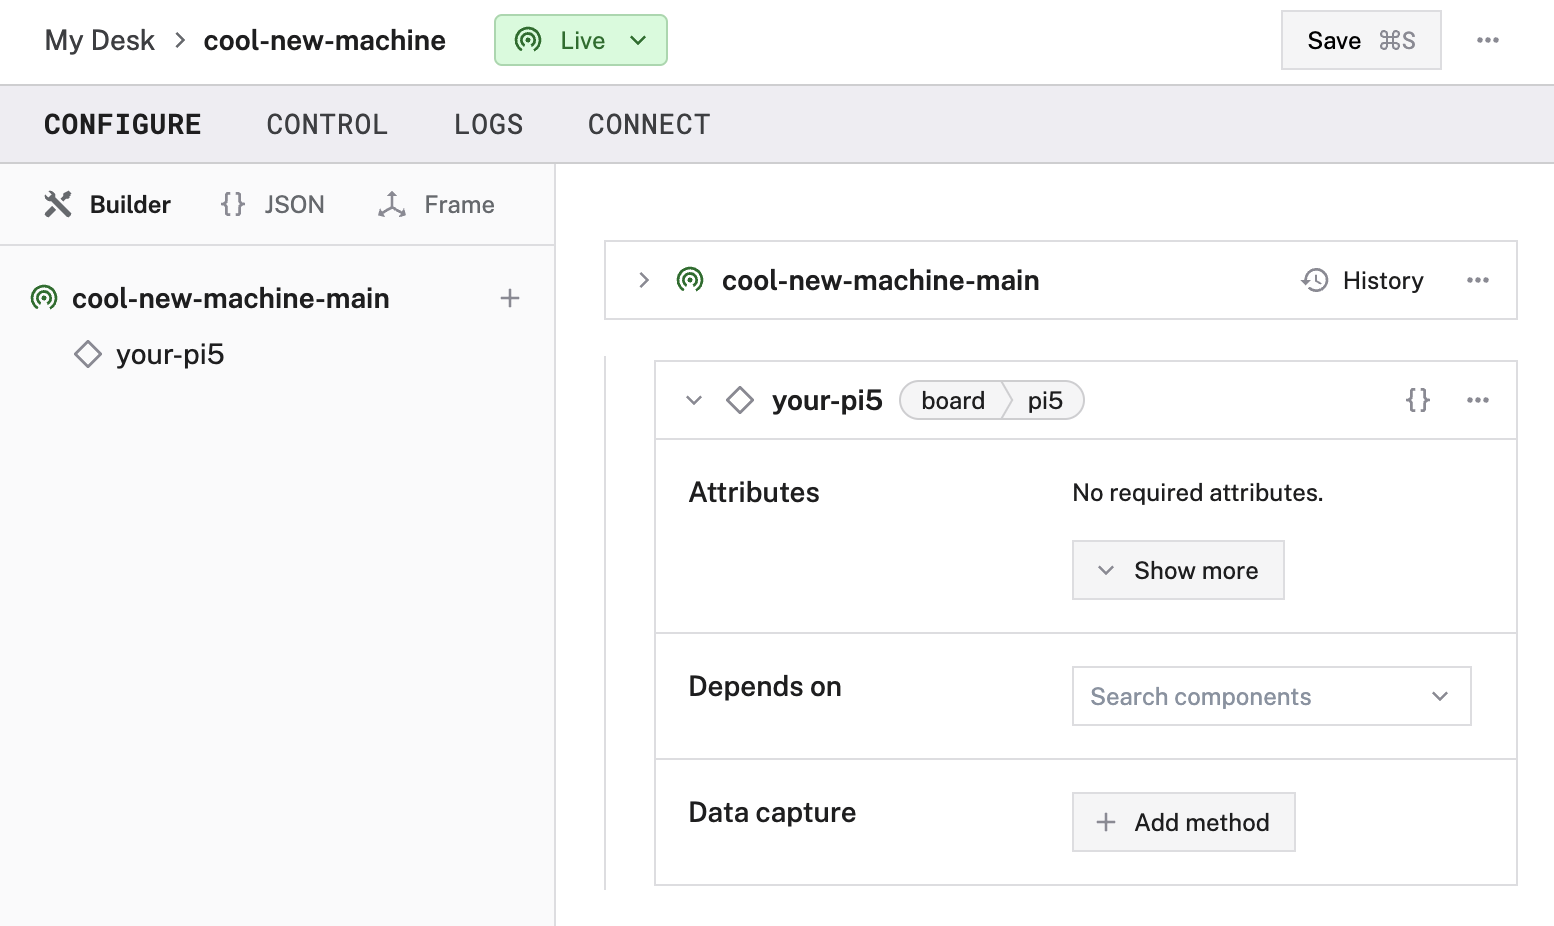 My Desk > cool-new-machine Live Save ⌘S
CONFIGURE CONTROL LOGS CONNECT
Builder {} JSON Frame
cool-new-machine-main
your-pi5
cool-new-machine-main History
your-pi5 board pi5 {}
Attributes No required attributes.
Show more
Depends on Search components
Data capture + Add method